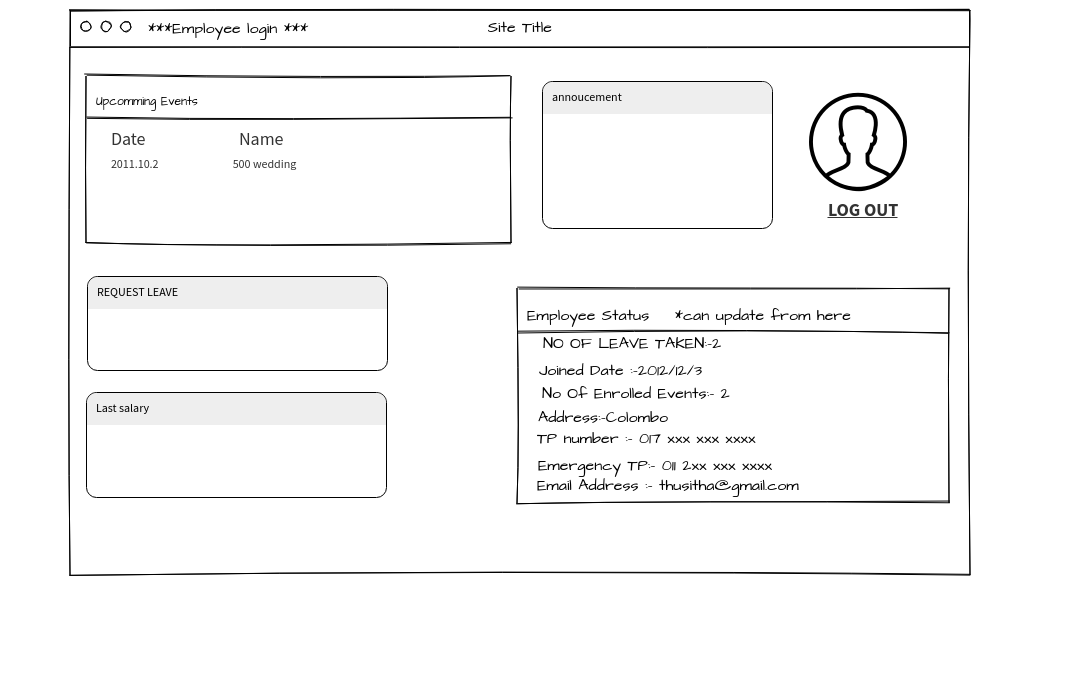 ***Employee login *** Site Title
Upcomming Events
Date Name
2011.10.2 500 wedding
annoucement
LOG OUT
REQUEST LEAVE
Last salary
Employee Status *can update from here
NO OF LEAVE TAKEN:-2
Joined Date :-2012/12/3
No Of Enrolled Events:- 2
Address:-Colombo
TP number :- 017 xxx xxx xxxx
Emergency TP:- 011 2xx xxx xxxx
Email Address :- thusitha@gmail.com